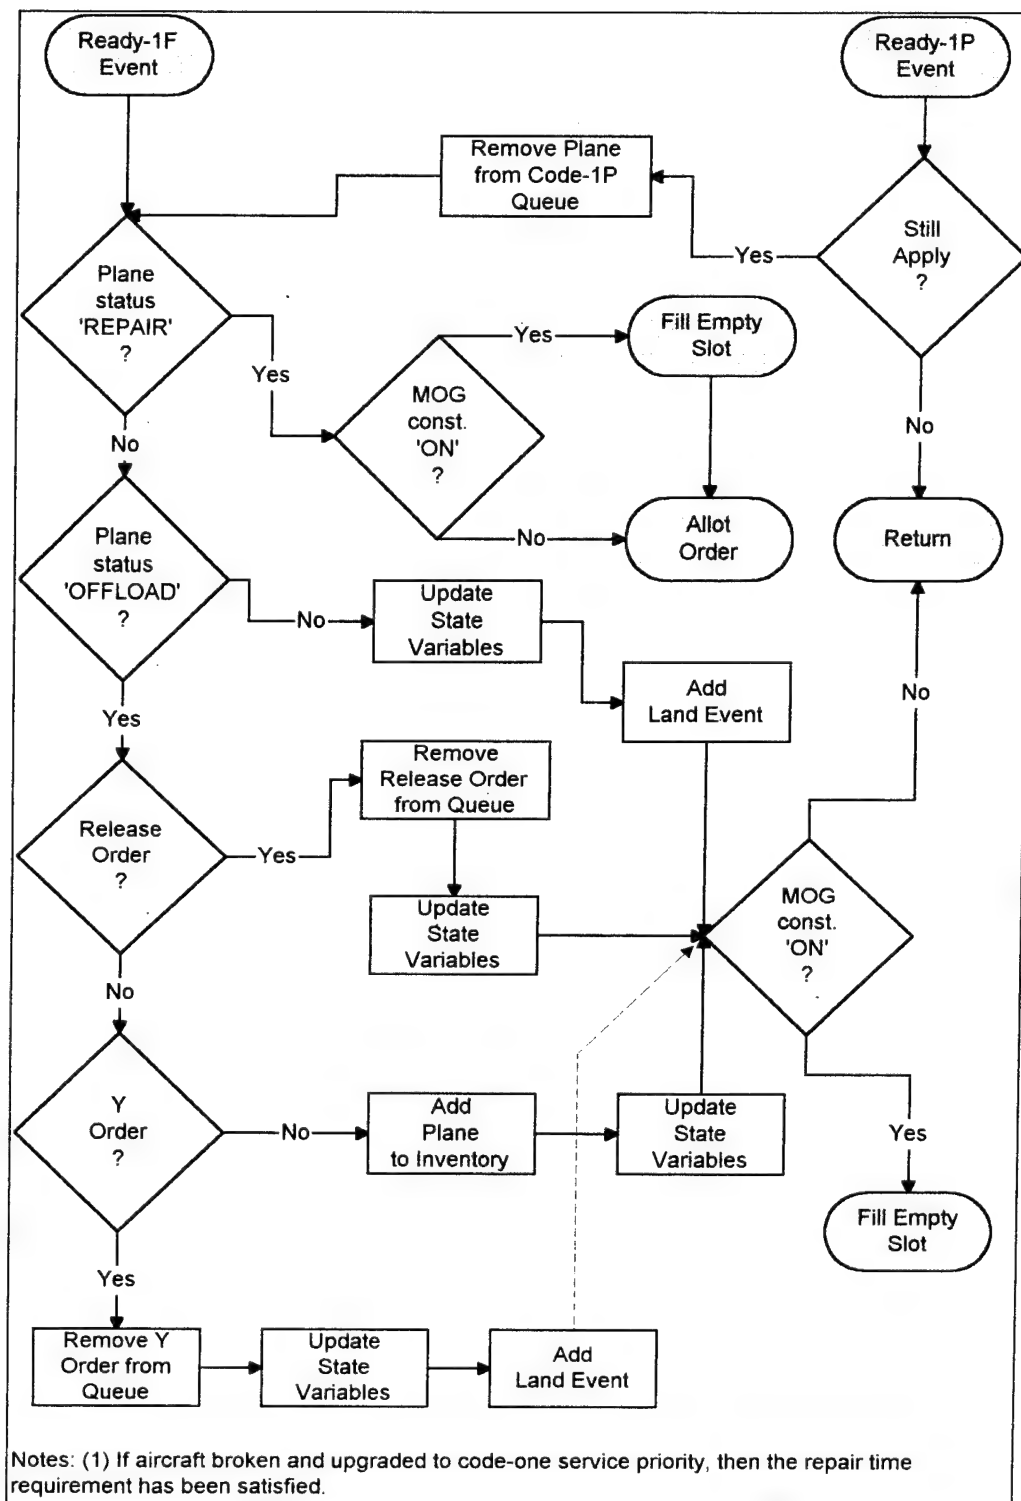 Ready-1F
Event
Ready-1P
Event
Remove Plane
from Code-1P
Queue
Still
Apply
?
Yes
No
Plane
status
'REPAIR'
?
Yes
No
MOG
const.
'ON'
?
Yes
No
Fill Empty
Slot
Allot
Order
Return
Plane
status
'OFFLOAD'
?
No
Yes
Update
State
Variables
Add
Land Event
No
Release
Order
?
Yes
No
Remove
Release Order
from Queue
Update
State
Variables
MOG
const.
'ON'
?
Yes
Fill Empty
Slot
Y
Order
?
No
Yes
Add
Plane
to Inventory
Update
State
Variables
Remove Y
Order from
Queue
Update
State
Variables
Add
Land Event
Notes: (1) If aircraft broken and upgraded to code-one service priority, then the repair time
requirement has been satisfied.